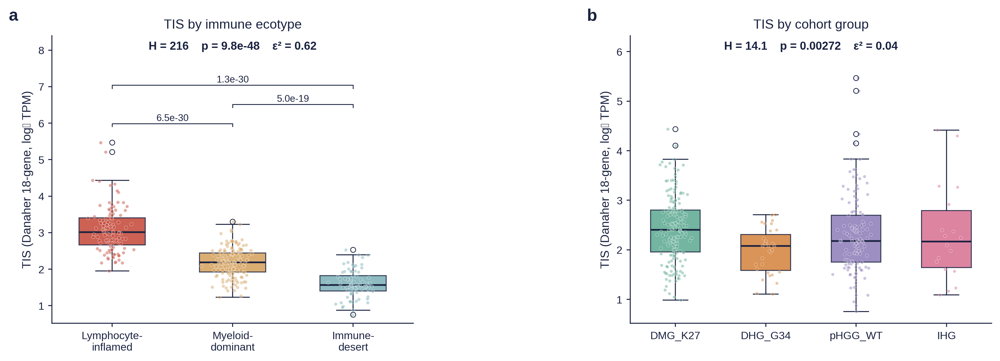 a
TIS by immune ecotype
H = 216 p = 9.8e-48 ε² = 0.62
TIS (Danaher 18-gene, log▯ TPM)
8
7
6
5
4
3
2
1
1.3e-30
5.0e-19
6.5e-30
Lymphocyte-
inflamed
Myeloid-
dominant
Immune-
desert
b
TIS by cohort group
H = 14.1 p = 0.00272 ε² = 0.04
TIS (Danaher 18-gene, log▯ TPM)
6
5
4
3
2
1
DMG_K27
DHG_G34
pHGG_WT
IHG